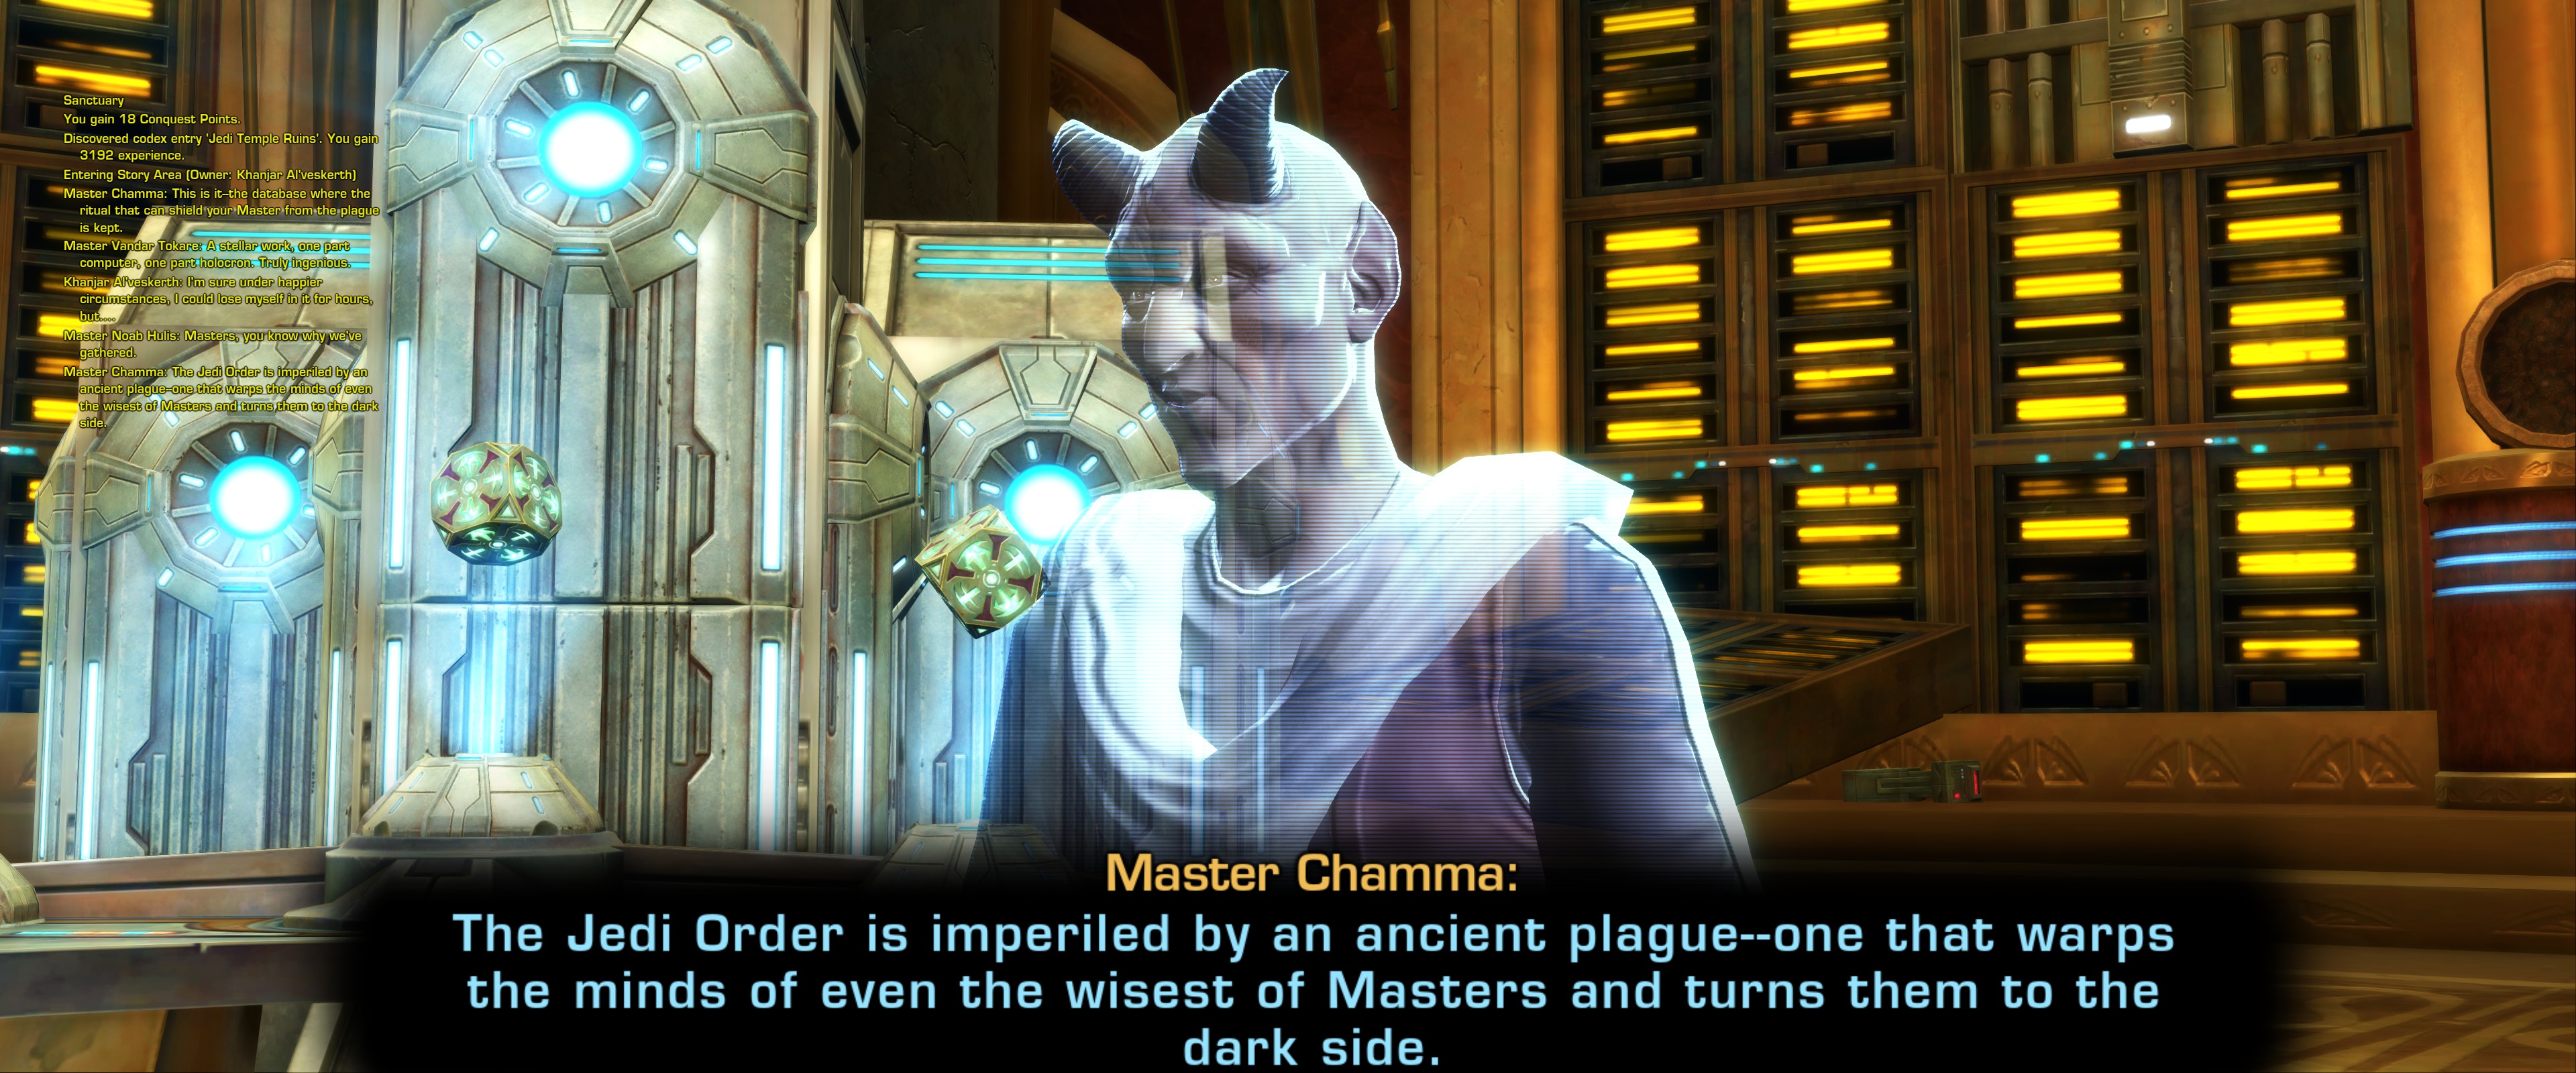 Sanctuary
You gain 18 Conquest Points.
Discovered codex entry 'Jedi Temple Ruins'. You gain
3192 experience.
Entering Story Area (Owner: Khanjar Al'veskerth)
Master Chamma: This is it--the database where the
ritual that can shield your Master from the plague
is kept.
Master Vandar Tokare: A stellar work, one part
computer, one part holocron. Truly ingenious.
Khanjar Al'veskerth: I'm sure under happier
circumstances, I could lose myself in it for hours,
but....
Master Noab Hulis: Masters, you know why we've
gathered.
Master Chamma: The Jedi Order is imperiled by an
ancient plague--one that warps the minds of even
the wisest of Masters and turns them to the dark
side.
Master Chamma:
The Jedi Order is imperiled by an ancient plague--one that warps
the minds of even the wisest of Masters and turns them to the
dark side.